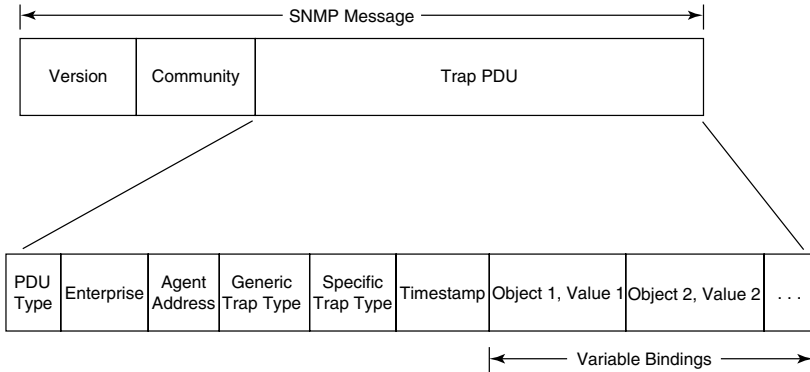 SNMP Message
Version
Community
Trap PDU
PDU
Type
Enterprise
Agent
Address
Generic
Trap Type
Specific
Trap Type
Timestamp
Object 1, Value 1
Object 2, Value 2
. . .
Variable Bindings